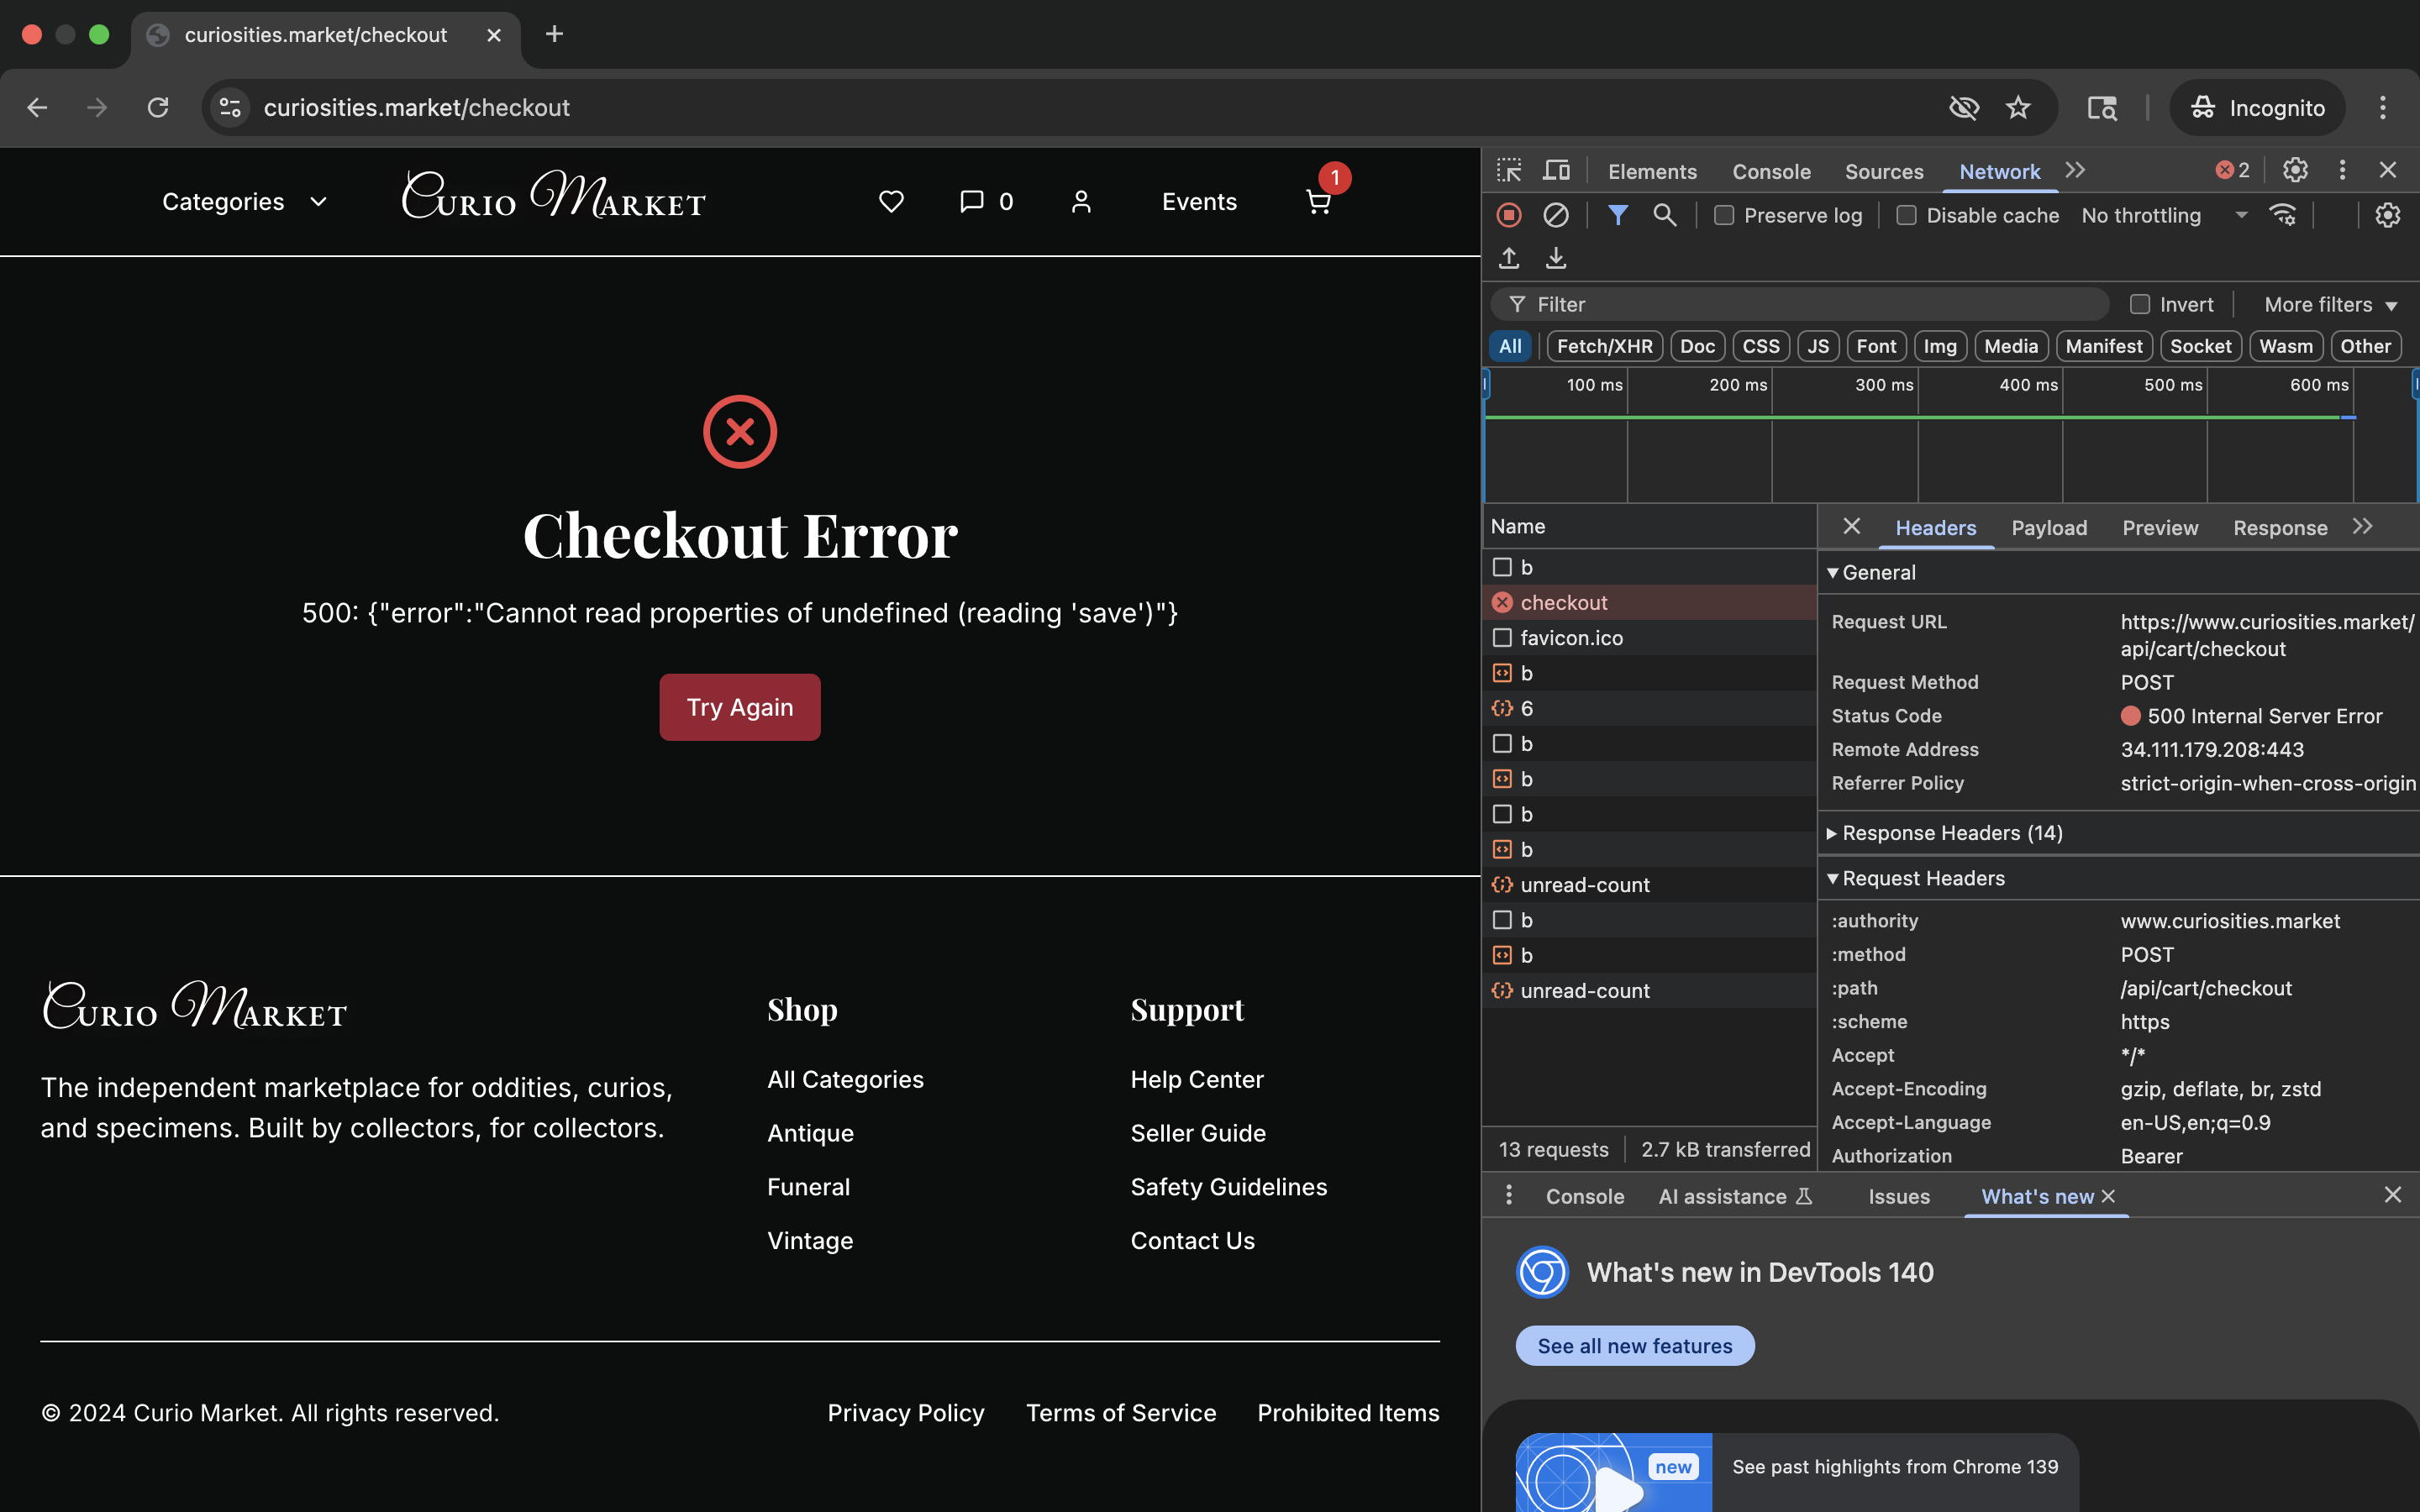 curiosities.market/checkout
curiosities.market/checkout
Incognito
Categories
Curio Market
0
Events
1
Checkout Error
500: {"error":"Cannot read properties of undefined (reading 'save')"}
Try Again
Curio Market
The independent marketplace for oddities, curios,
and specimens. Built by collectors, for collectors.
Shop
All Categories
Antique
Funeral
Vintage
Support
Help Center
Seller Guide
Safety Guidelines
Contact Us
© 2024 Curio Market. All rights reserved.
Privacy Policy
Terms of Service
Prohibited Items
Elements
Console
Sources
Network
2
Preserve log
Disable cache
No throttling
Filter
Invert
More filters
All
Fetch/XHR
Doc
CSS
JS
Font
Img
Media
Manifest
Socket
Wasm
Other
100 ms
200 ms
300 ms
400 ms
500 ms
600 ms
Name
b
checkout
favicon.ico
b
6
b
b
b
b
unread-count
b
b
unread-count
13 requests
2.7 kB transferred
Headers
Payload
Preview
Response
General
Request URL https://www.curiosities.market/
api/cart/checkout
Request Method POST
Status Code 500 Internal Server Error
Remote Address 34.111.179.208:443
Referrer Policy strict-origin-when-cross-origin
Response Headers (14)
Request Headers
:authority www.curiosities.market
:method POST
:path /api/cart/checkout
:scheme https
Accept */*
Accept-Encoding gzip, deflate, br, zstd
Accept-Language en-US,en;q=0.9
Authorization Bearer
Console
AI assistance
Issues
What's new
What's new in DevTools 140
See all new features
new
See past highlights from Chrome 139